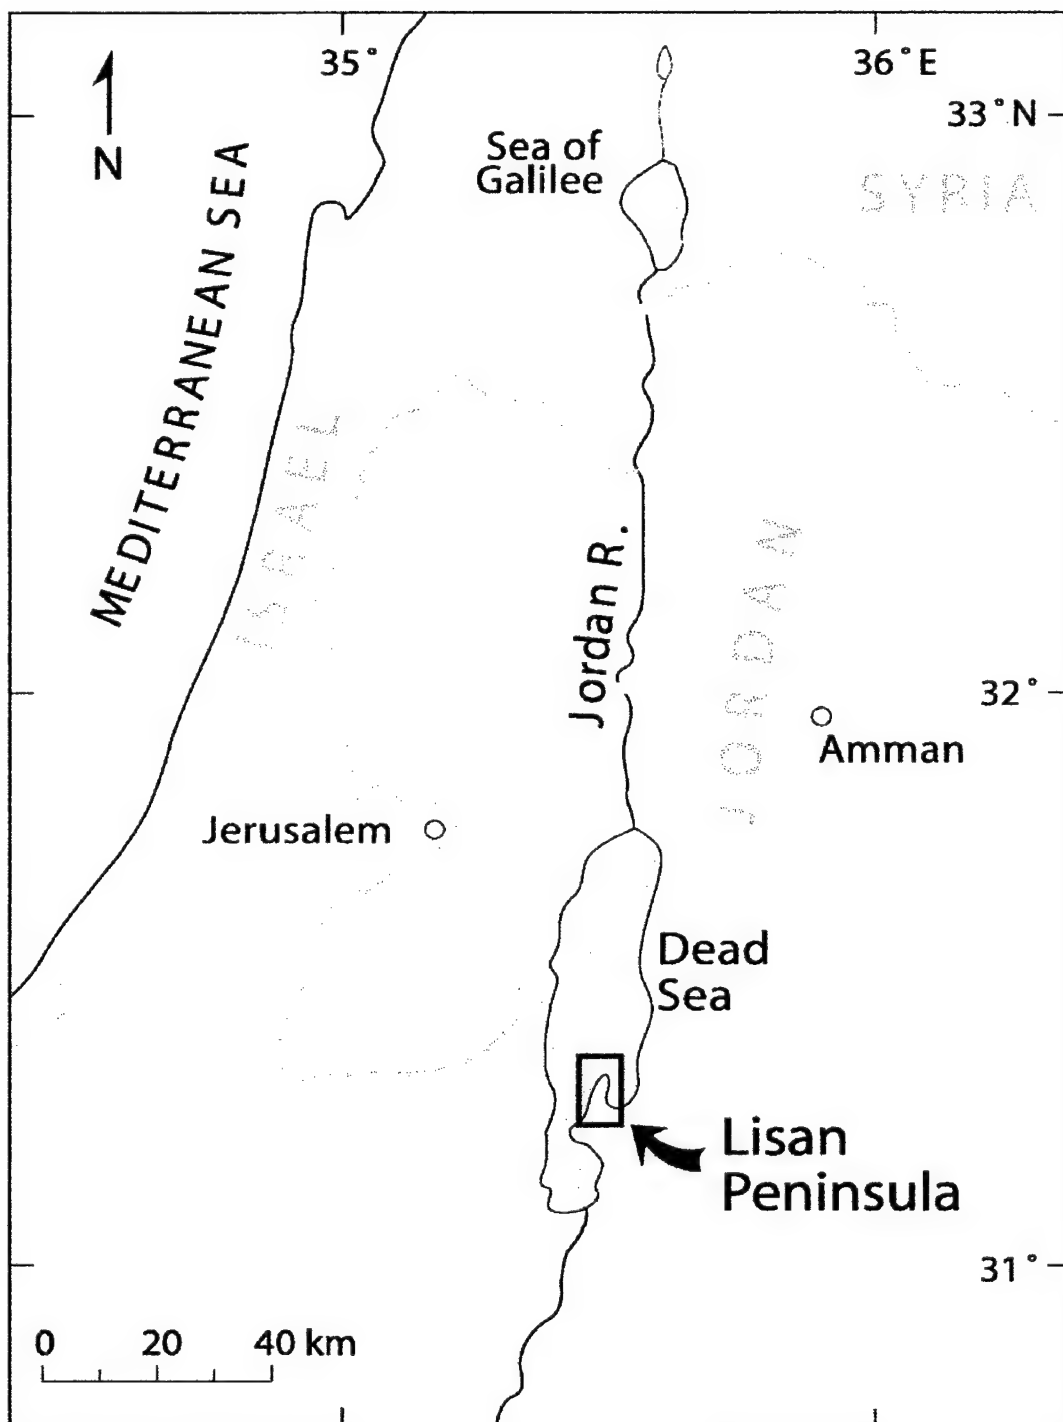 35°
36°E
33°N
N
Sea of
Galilee
SYRIA
MEDITERRANEAN SEA
ISRAEL
Jordan R.
JORDAN
32°
Amman
Jerusalem
Dead
Sea
Lisan
Peninsula
31°
0 20 40 km